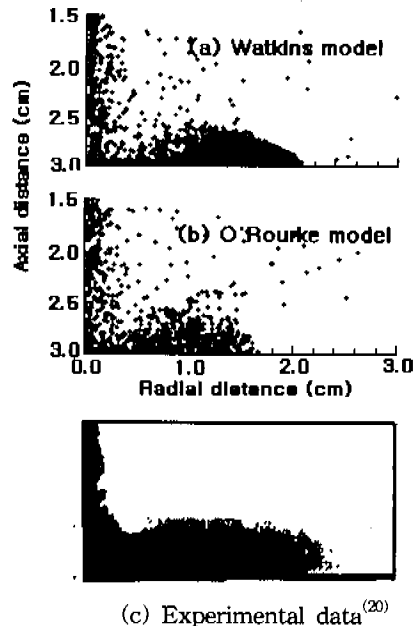 1.5
(a) Watkins model
2.0
2.5
3.0
1.5
(b) O'Rourke model
2.0
2.5
3.0
Axial distance (cm)
0.0 1.0 2.0 3.0
Radial distance (cm)
(c) Experimental data(20)